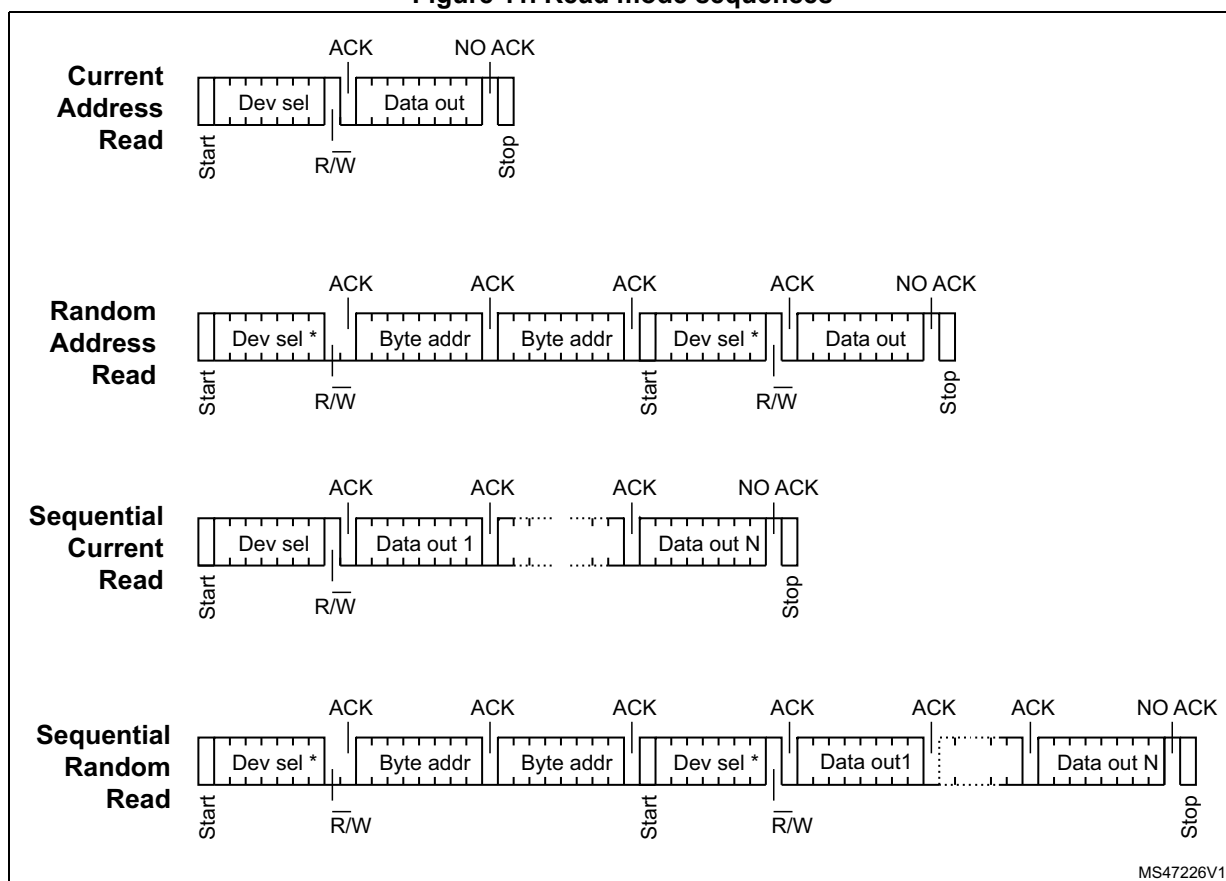 Figure 11. Read mode sequences
ACK NO ACK
Current
Address
Read
Dev sel Data out
Start R/W̅ Stop
ACK ACK ACK ACK NO ACK
Random
Address
Read
Dev sel * Byte addr Byte addr Dev sel * Data out
Start R/W̅ Start R/W̅ Stop
ACK ACK ACK NO ACK
Sequential
Current
Read
Dev sel Data out 1 Data out N
Start R/W̅ Stop
ACK ACK ACK ACK ACK ACK NO ACK
Sequential
Random
Read
Dev sel * Byte addr Byte addr Dev sel * Data out1 Data out N
Start R̅/W Start R̅/W Stop
MS47226V1